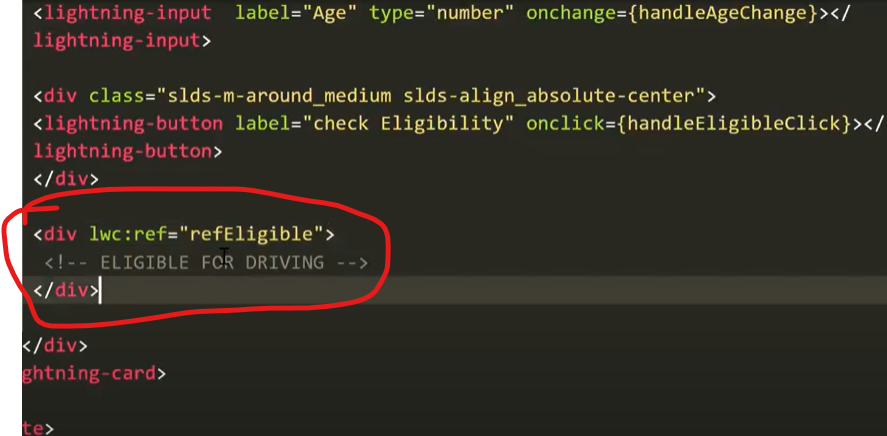 <lightning-input  label="Age" type="number" onchange={handleAgeChange}></
lightning-input>
<div class="slds-m-around_medium slds-align_absolute-center">
<lightning-button label="check Eligibility" onclick={handleEligibleClick}></
lightning-button>
</div>
<div lwc:ref="refEligible">
<!-- ELIGIBLE FOR DRIVING -->
</div>
</div>
ghtning-card>
te>